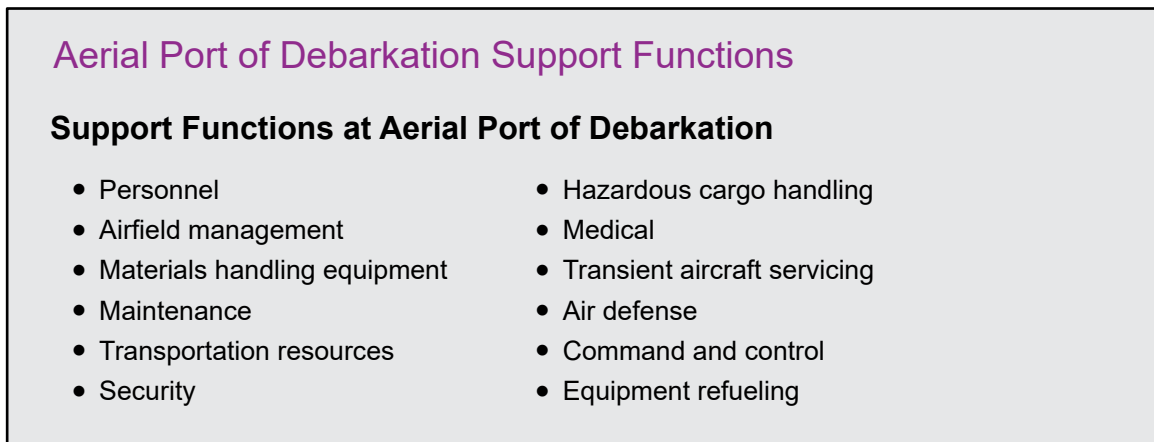 Aerial Port of Debarkation Support Functions
Support Functions at Aerial Port of Debarkation
• Personnel
• Airfield management
• Materials handling equipment
• Maintenance
• Transportation resources
• Security
• Hazardous cargo handling
• Medical
• Transient aircraft servicing
• Air defense
• Command and control
• Equipment refueling